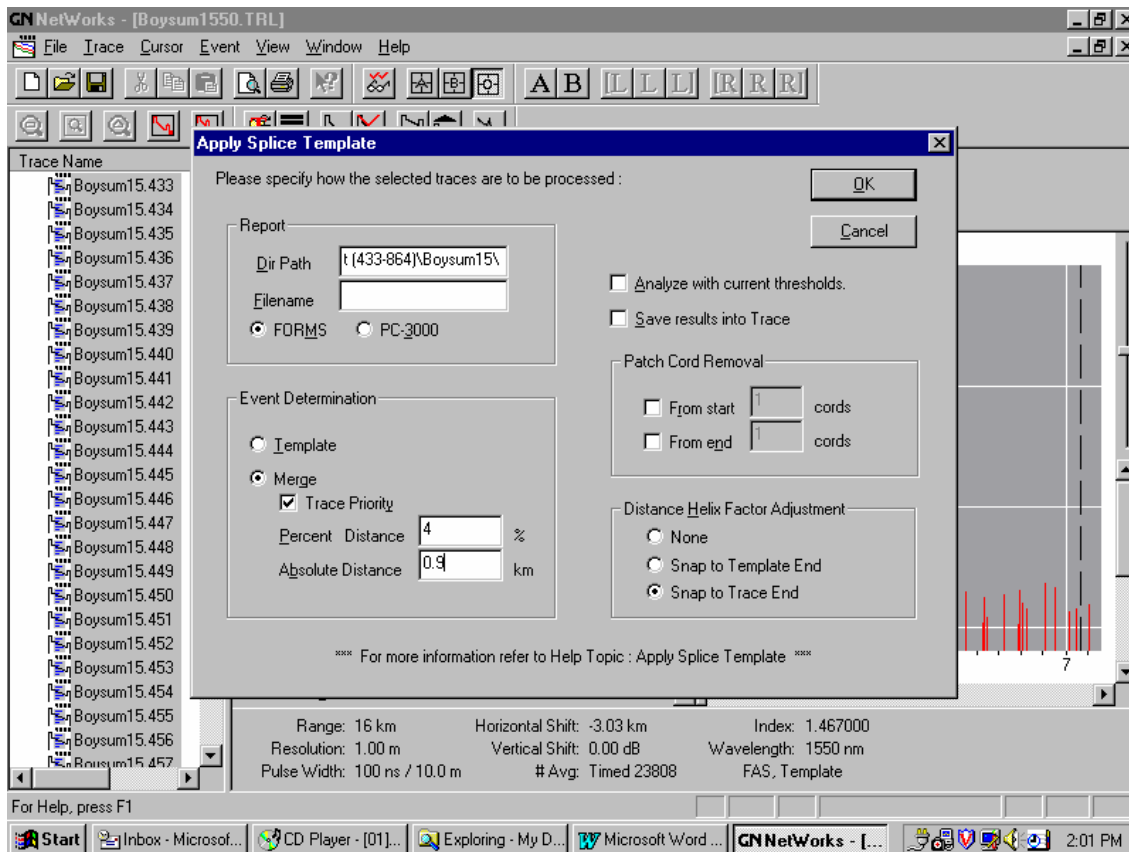 GN NetWorks - [Boysum1550.TRL]
File Trace Cursor Event View Window Help
A B [L L L] [R R R]
Trace Name
Boysum15.433
Boysum15.434
Boysum15.435
Boysum15.436
Boysum15.437
Boysum15.438
Boysum15.439
Boysum15.440
Boysum15.441
Boysum15.442
Boysum15.443
Boysum15.444
Boysum15.445
Boysum15.446
Boysum15.447
Boysum15.448
Boysum15.449
Boysum15.450
Boysum15.451
Boysum15.452
Boysum15.453
Boysum15.454
Boysum15.455
Boysum15.456
Boysum15.457
Apply Splice Template
Please specify how the selected traces are to be processed :
OK
Cancel
Report
Dir Path t (433-864)\Boysum15\
Filename
FORMS PC-3000
Analyze with current thresholds.
Save results into Trace
Patch Cord Removal
From start 1 cords
From end 1 cords
Event Determination
Template
Merge
Trace Priority
Percent Distance 4 %
Absolute Distance 0.9 km
Distance Helix Factor Adjustment
None
Snap to Template End
Snap to Trace End
*** For more information refer to Help Topic : Apply Splice Template ***
7
Range: 16 km Horizontal Shift: -3.03 km Index: 1.467000
Resolution: 1.00 m Vertical Shift: 0.00 dB Wavelength: 1550 nm
Pulse Width: 100 ns / 10.0 m # Avg: Timed 23808 FAS, Template
For Help, press F1
Start Inbox - Microsof... CD Player - [01]... Exploring - My D... Microsoft Word ... GN NetWorks - [... 2:01 PM